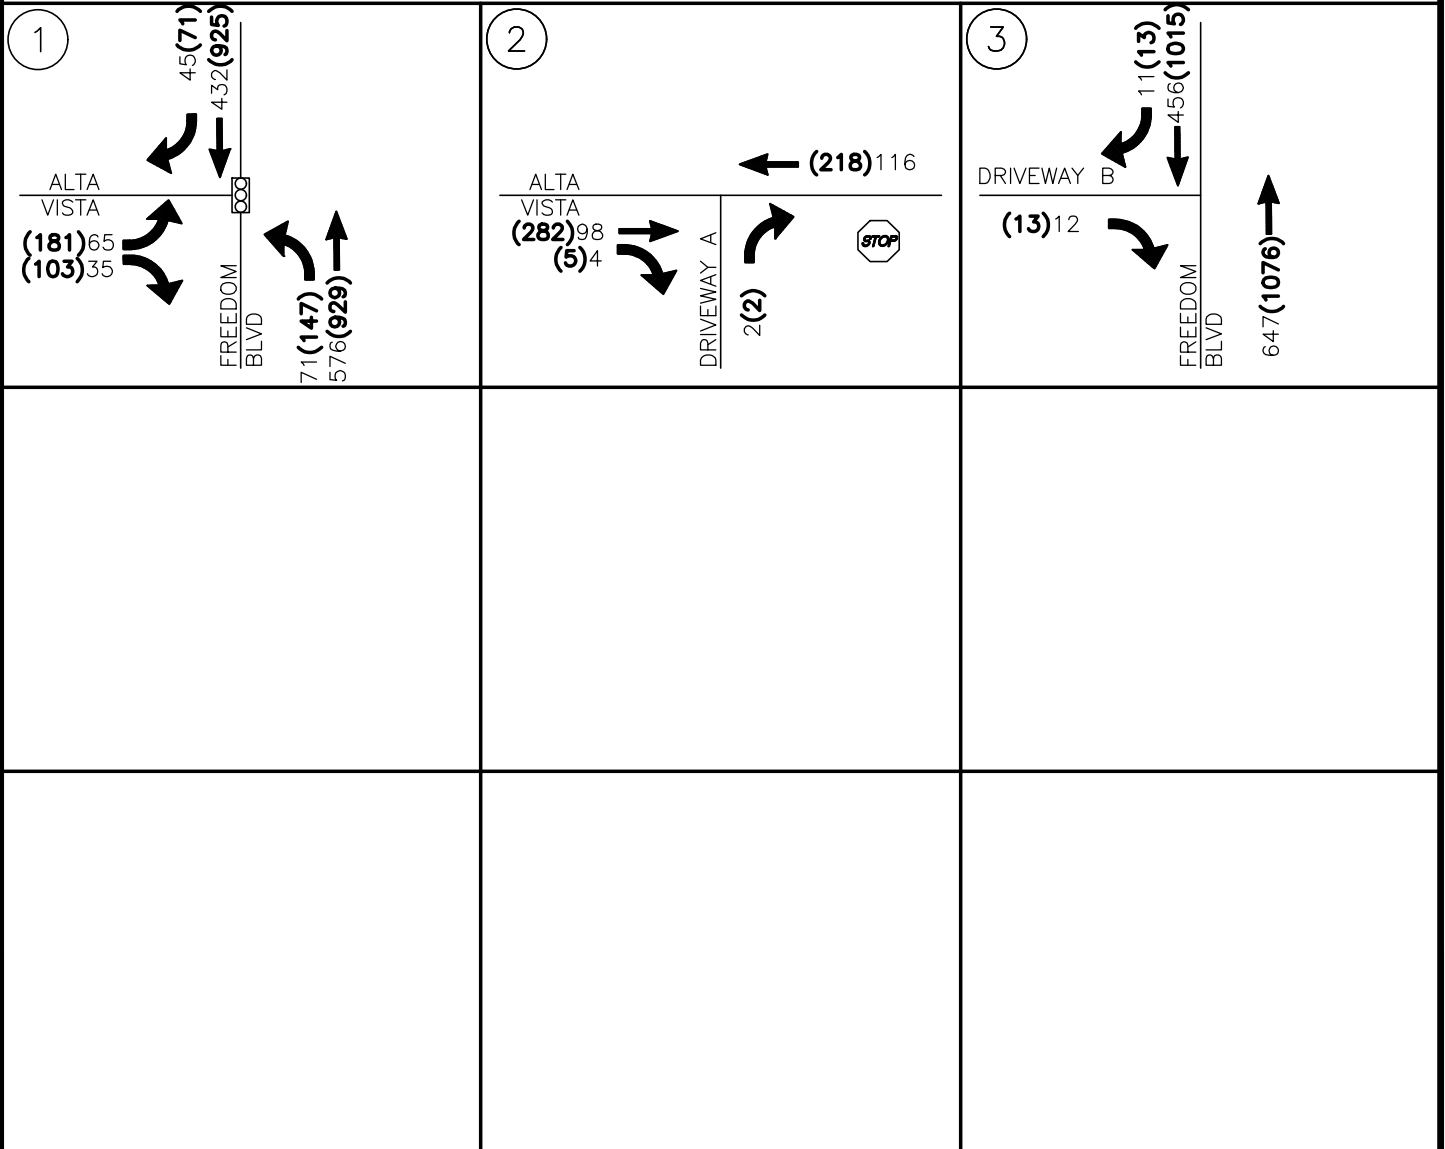 1
45(71)
432(925)
ALTA
VISTA
(181)65
(103)35
FREEDOM
BLVD
71(147)
576(929)
2
(218)116
ALTA
VISTA
(282)98
(5)4
DRIVEWAY A
2(2)
STOP
3
11(13)
456(1015)
DRIVEWAY B
(13)12
FREEDOM
BLVD
647(1076)